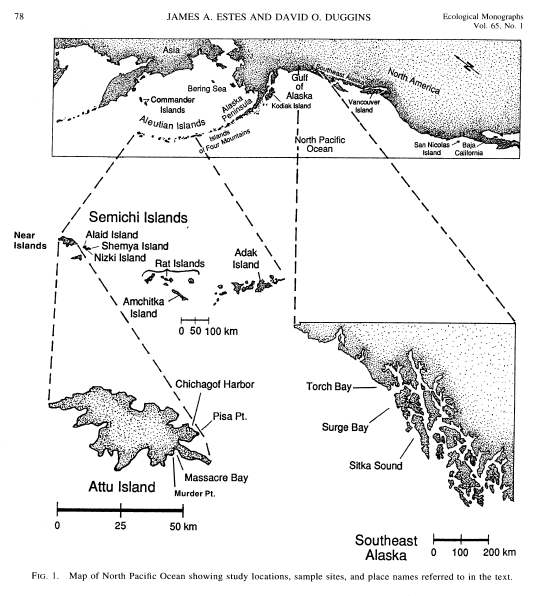 78
JAMES A. ESTES AND DAVID O. DUGGINS
Ecological Monographs
Vol. 65, No. 1
Asia
Bering Sea
Commander
Islands
Aleutian Islands
Alaska
Peninsula
Islands
of Four Mountains
Gulf
of
Alaska
Kodiak Island
Southeast Alaska
North America
N
Vancouver
Island
North Pacific
Ocean
San Nicolas
Island
Baja
California
Semichi Islands
Near
Islands
Alaid Island
Shemya Island
Nizki Island
Rat Islands
Adak
Island
Amchitka
Island
0 50 100 km
Chichagof Harbor
Pisa Pt.
Massacre Bay
Murder Pt.
Attu Island
0 25 50 km
Torch Bay
Surge Bay
Sitka Sound
Southeast
Alaska
0 100 200 km
FIG. 1. Map of North Pacific Ocean showing study locations, sample sites, and place names referred to in the text.